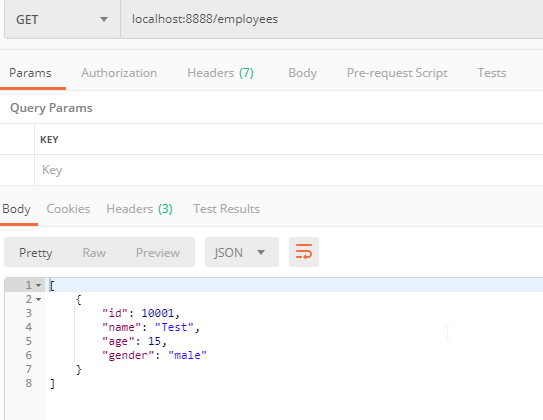 GET localhost:8888/employees
Params Authorization Headers (7) Body Pre-request Script Tests
Query Params
KEY
Key
Body Cookies Headers (3) Test Results
Pretty Raw Preview JSON
1 [
2 {
3 "id": 10001,
4 "name": "Test",
5 "age": 15,
6 "gender": "male"
7 }
8 ]